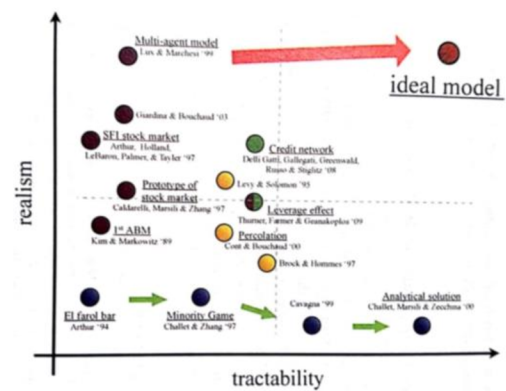 Multi-agent model
Lux & Marchesi '99
ideal model
Giardina & Bouchaud '03
SFI stock market
Arthur, Holland,
LeBaron, Palmer, & Tayler '97
Credit network
Delli Gatti, Gallegati, Greenwald,
Russo & Stiglitz '08
Levy & Solomon '95
Prototype of
stock market
Caldarelli, Marsili & Zhang '97
Leverage effect
Thurner, Farmer & Geanakoplos '09
1st ABM
Kim & Markowitz '89
Percolation
Cont & Bouchaud '00
Brock & Hommes '97
El farol bar
Arthur '94
Minority Game
Challet & Zhang '97
Cavagna '99
Analytical solution
Challet, Marsili & Zecchina '00
realism
tractability